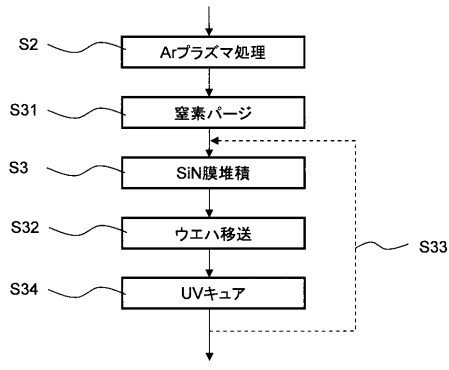 S2
Arプラズマ処理
S31
窒素パージ
S3
SiN膜堆積
S32
ウエハ移送
S33
S34
UVキュア